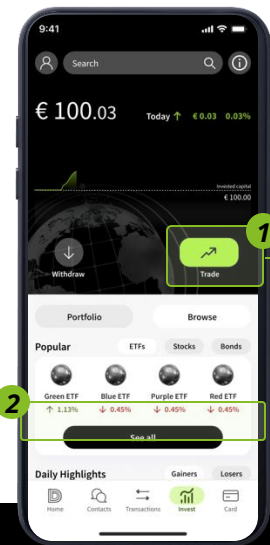 9:41
Search
€ 100.03
Today ↑ € 0.03 0.03%
Invested capital
€ 100.00
1
Withdraw
Trade
Portfolio Browse
Popular ETFs Stocks Bonds
Green ETF Blue ETF Purple ETF Red ETF
2
↑ 1.13% ↓ 0.45% ↓ 0.45% ↓ 0.45%
See all
Daily Highlights Gainers Losers
Home Contacts Transactions Invest Card